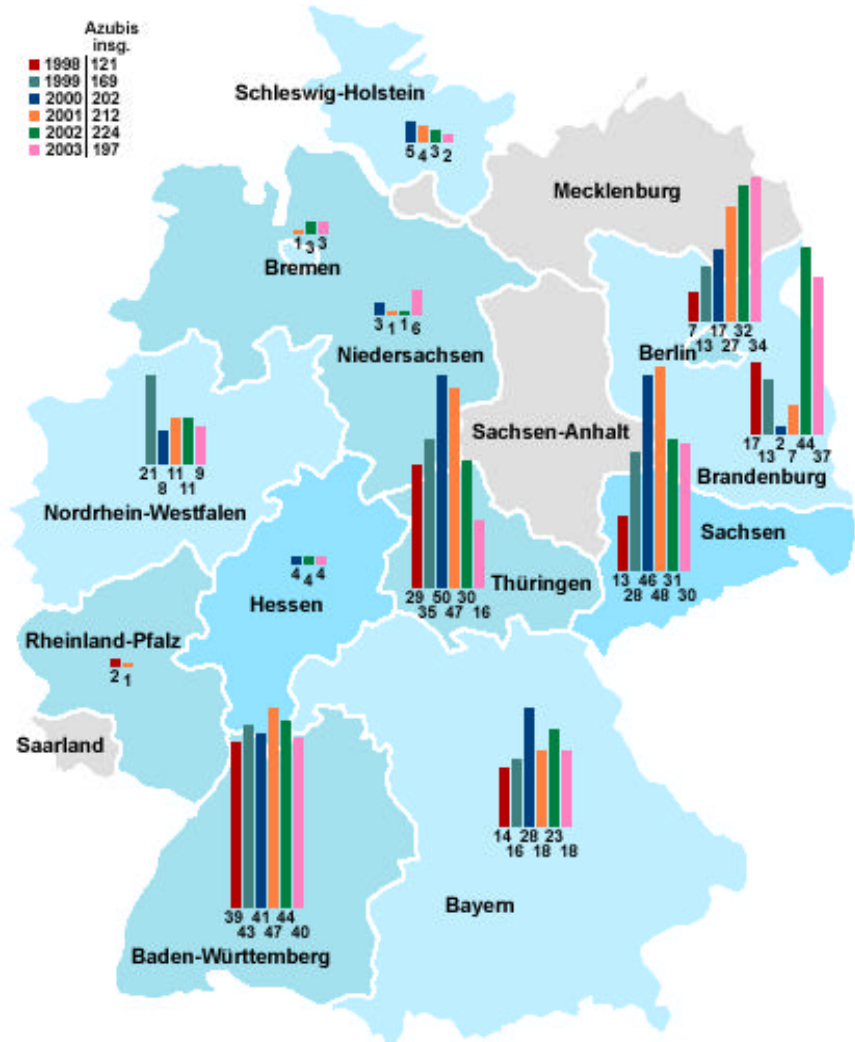 Azubis
insg.
1998 121
1999 169
2000 202
2001 212
2002 224
2003 197
Schleswig-Holstein
5 4 3 2
Mecklenburg
1 3 3
Bremen
7 13 17 27 32 34
Berlin
3 1 1 6
Niedersachsen
17 13 2 7 44 37
Brandenburg
Sachsen-Anhalt
21 8 11 11 9
Nordrhein-Westfalen
Sachsen
13 28 46 48 31 30
4 4 4
Hessen
29 35 50 47 30 16
Thüringen
Rheinland-Pfalz
2 1
Saarland
14 16 28 18 23 18
Bayern
39 43 41 47 44 40
Baden-Württemberg